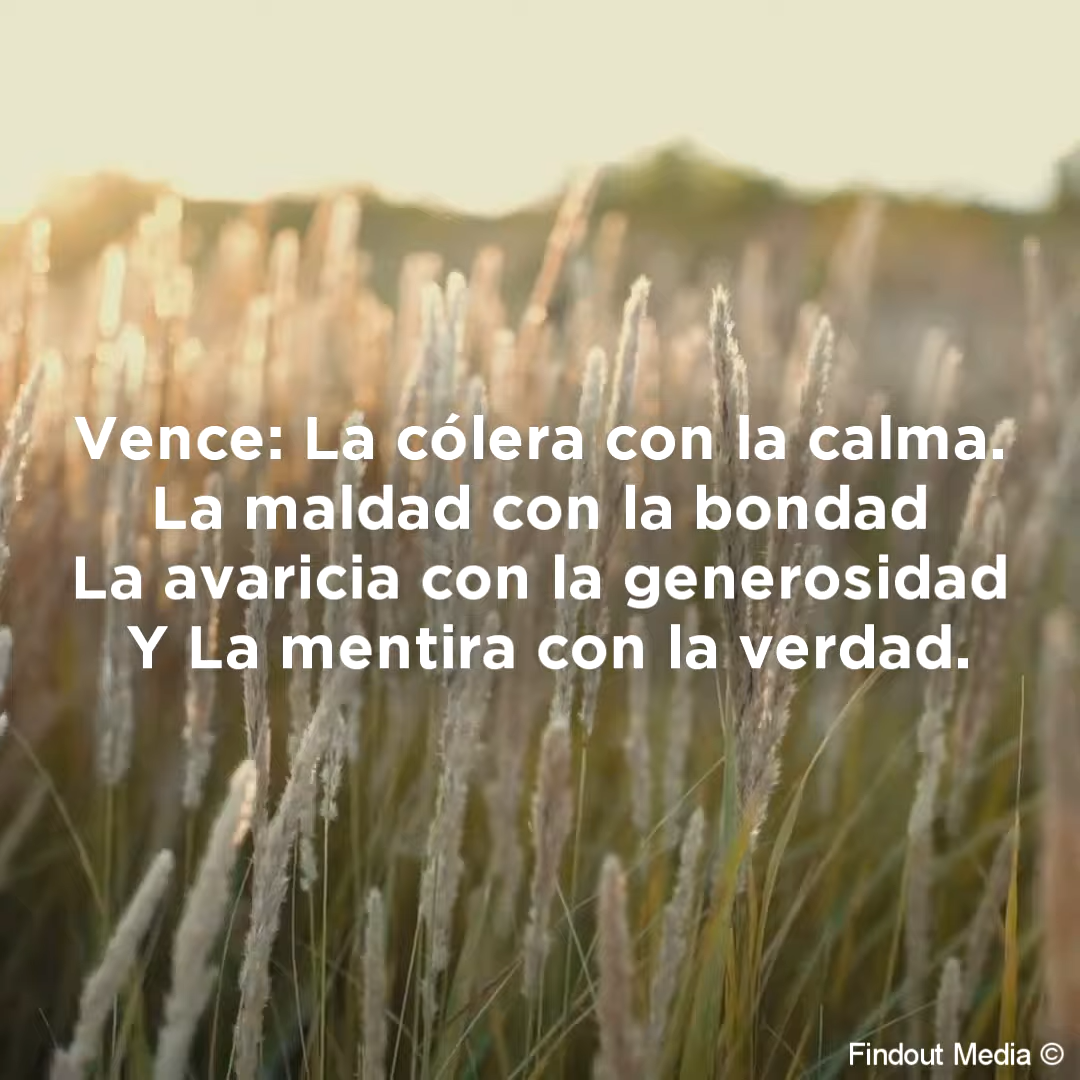 Vence: La cólera con la calma.
La maldad con la bondad
La avaricia con la generosidad
Y La mentira con la verdad.
Findout Media ©